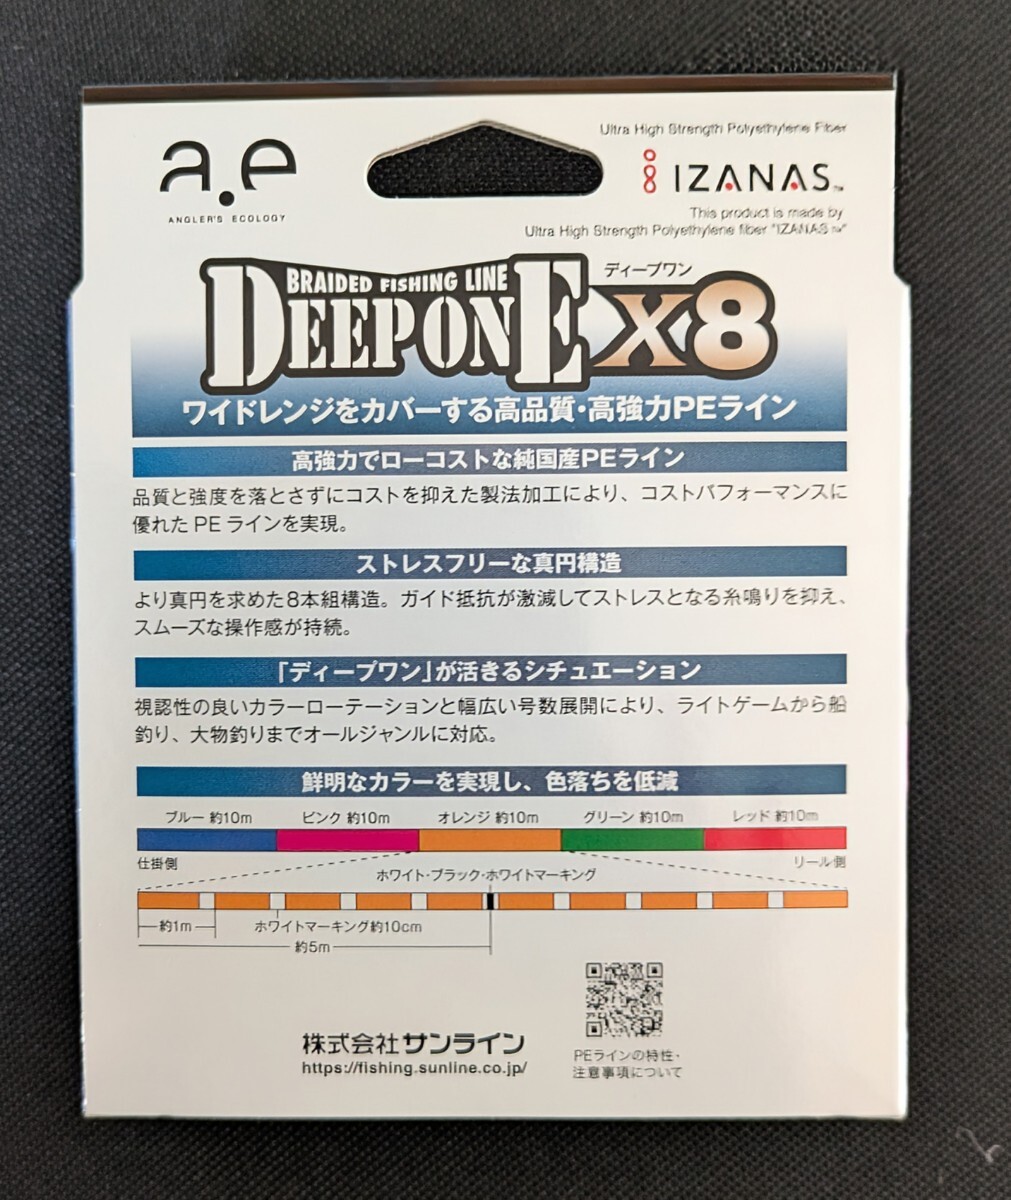 a.e
ANGLER'S ECOLOGY
Ultra High Strength Polyethylene Fiber
IZANAS™
This product is made by
Ultra High Strength Polyethylene fiber "IZANAS™"
BRAIDED FISHING LINE
ディープワン
DEEP ONE X8
ワイドレンジをカバーする高品質・高強力PEライン
高強力でローコストな純国産PEライン
品質と強度を落とさずにコストを抑えた製法加工により、コストパフォーマンスに
優れたPEラインを実現。
ストレスフリーな真円構造
より真円を求めた8本組構造。ガイド抵抗が激減してストレスとなる糸鳴りを抑え、
スムーズな操作感が持続。
「ディープワン」が活きるシチュエーション
視認性の良いカラーローテーションと幅広い号数展開により、ライトゲームから船
釣り、大物釣りまでオールジャンルに対応。
鮮明なカラーを実現し、色落ちを低減
ブルー 約10m ピンク 約10m オレンジ 約10m グリーン 約10m レッド 約10m
仕掛側 リール側
ホワイト・ブラック・ホワイトマーキング
約1m ホワイトマーキング約10cm
約5m
株式会社サンライン
https://fishing.sunline.co.jp/
PEラインの特性・
注意事項について